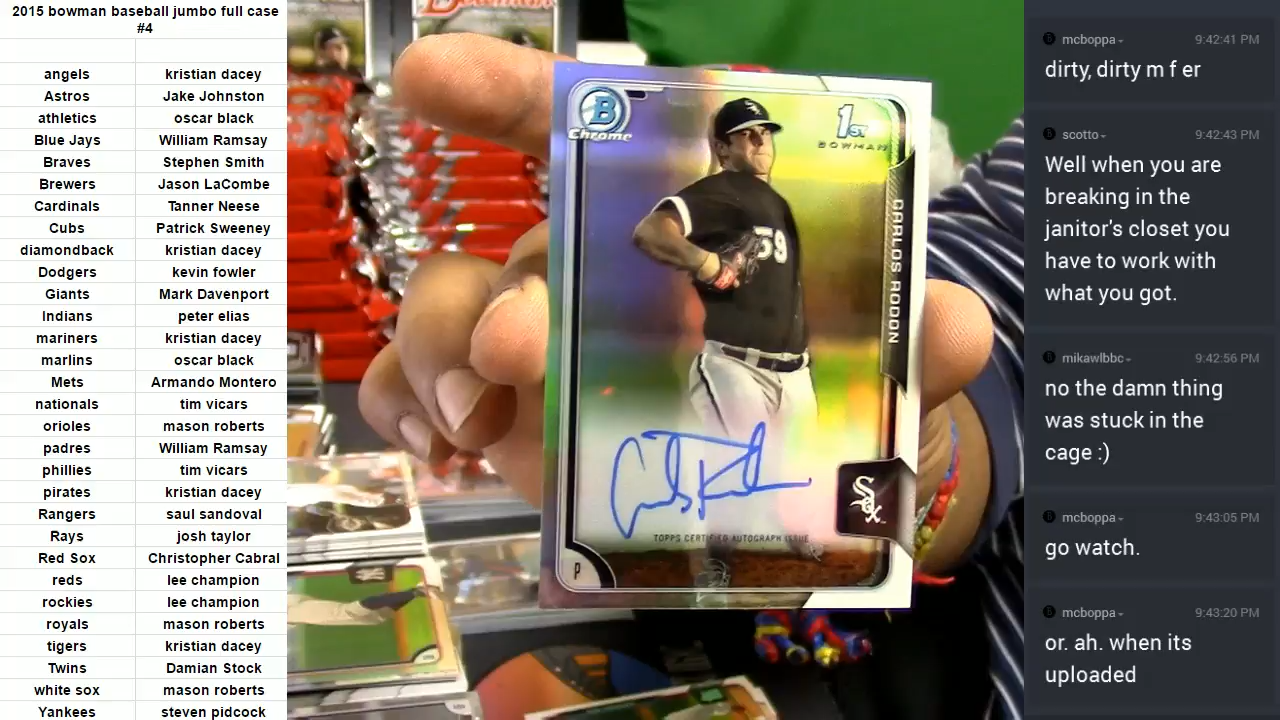 2015 bowman baseball jumbo full case
#4
angels kristian dacey
Astros Jake Johnston
athletics oscar black
Blue Jays William Ramsay
Braves Stephen Smith
Brewers Jason LaCombe
Cardinals Tanner Neese
Cubs Patrick Sweeney
diamondback kristian dacey
Dodgers kevin fowler
Giants Mark Davenport
Indians peter elias
mariners kristian dacey
marlins oscar black
Mets Armando Montero
nationals tim vicars
orioles mason roberts
padres William Ramsay
phillies tim vicars
pirates kristian dacey
Rangers saul sandoval
Rays josh taylor
Red Sox Christopher Cabral
reds lee champion
rockies lee champion
royals mason roberts
tigers kristian dacey
Twins Damian Stock
white sox mason roberts
Yankees steven pidcock
Bowman
B
Chrome
1ST
BOWMAN
CARLOS RODON
59
Sox
TOPPS CERTIFIED AUTOGRAPH ISSUE
P
mcboppa 9:42:41 PM
dirty, dirty m f er
scotto 9:42:43 PM
Well when you are
breaking in the
janitor's closet you
have to work with
what you got.
mikawlbbc 9:42:56 PM
no the damn thing
was stuck in the
cage :)
mcboppa 9:43:05 PM
go watch.
mcboppa 9:43:20 PM
or. ah. when its
uploaded